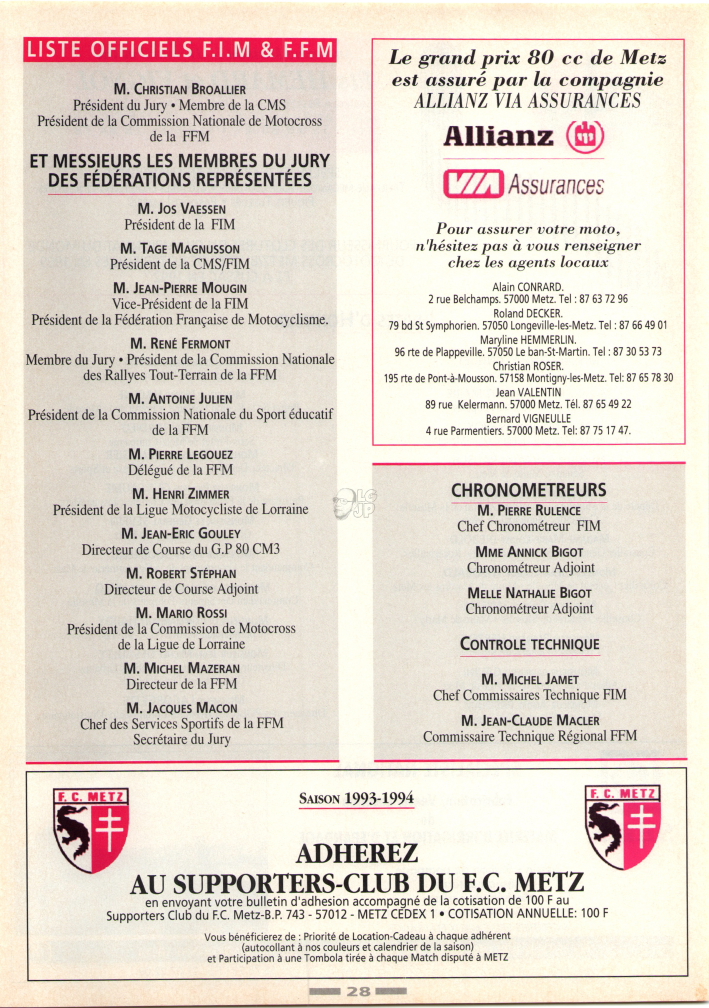 LISTE OFFICIELS F.I.M & F.F.M
M. CHRISTIAN BROALLIER
Président du Jury • Membre de la CMS
Président de la Commission Nationale de Motocross
de la FFM
ET MESSIEURS LES MEMBRES DU JURY
DES FÉDÉRATIONS REPRÉSENTÉES
M. JOS VAESSEN
Président de la FIM
M. TAGE MAGNUSSON
Président de la CMS/FIM
M. JEAN-PIERRE MOUGIN
Vice-Président de la FIM
Président de la Fédération Française de Motocyclisme.
M. RENÉ FERMONT
Membre du Jury • Président de la Commission Nationale
des Rallyes Tout-Terrain de la FFM
M. ANTOINE JULIEN
Président de la Commission Nationale du Sport éducatif
de la FFM
M. PIERRE LEGOUEZ
Délégué de la FFM
M. HENRI ZIMMER
Président de la Ligue Motocycliste de Lorraine
M. JEAN-ERIC GOULEY
Directeur de Course du G.P 80 CM3
M. ROBERT STÉPHAN
Directeur de Course Adjoint
M. MARIO ROSSI
Président de la Commission de Motocross
de la Ligue de Lorraine
M. MICHEL MAZERAN
Directeur de la FFM
M. JACQUES MACON
Chef des Services Sportifs de la FFM
Secrétaire du Jury
Le grand prix 80 cc de Metz
est assuré par la compagnie
ALLIANZ VIA ASSURANCES
Allianz
VIA Assurances
Pour assurer votre moto,
n'hésitez pas à vous renseigner
chez les agents locaux
Alain CONRARD.
2 rue Belchamps. 57000 Metz. Tel : 87 63 72 96
Roland DECKER.
79 bd St Symphorien. 57050 Longeville-les-Metz. Tel : 87 66 49 01
Maryline HEMMERLIN.
96 rte de Plappeville. 57050 Le ban-St-Martin. Tel : 87 30 53 73
Christian ROSER.
195 rte de Pont-à-Mousson. 57158 Montigny-les-Metz. Tel: 87 65 78 30
Jean VALENTIN
89 rue Kelermann. 57000 Metz. Tél. 87 65 49 22
Bernard VIGNEULLE
4 rue Parmentiers. 57000 Metz. Tel: 87 75 17 47.
LG
JP
CHRONOMETREURS
M. PIERRE RULENCE
Chef Chronométreur FIM
MME ANNICK BIGOT
Chronométreur Adjoint
MELLE NATHALIE BIGOT
Chronométreur Adjoint
CONTROLE TECHNIQUE
M. MICHEL JAMET
Chef Commissaires Technique FIM
M. JEAN-CLAUDE MACLER
Commissaire Technique Régional FFM
F.C. METZ
F.C. METZ
SAISON 1993-1994
ADHEREZ
AU SUPPORTERS-CLUB DU F.C. METZ
en envoyant votre bulletin d'adhesion accompagné de la cotisation de 100 F au
Supporters Club du F.C. Metz-B.P. 743 - 57012 - METZ CEDEX 1 • COTISATION ANNUELLE: 100 F
Vous bénéficierez de : Priorité de Location-Cadeau à chaque adhérent
(autocollant à nos couleurs et calendrier de la saison)
et Participation à une Tombola tirée à chaque Match disputé à METZ
28